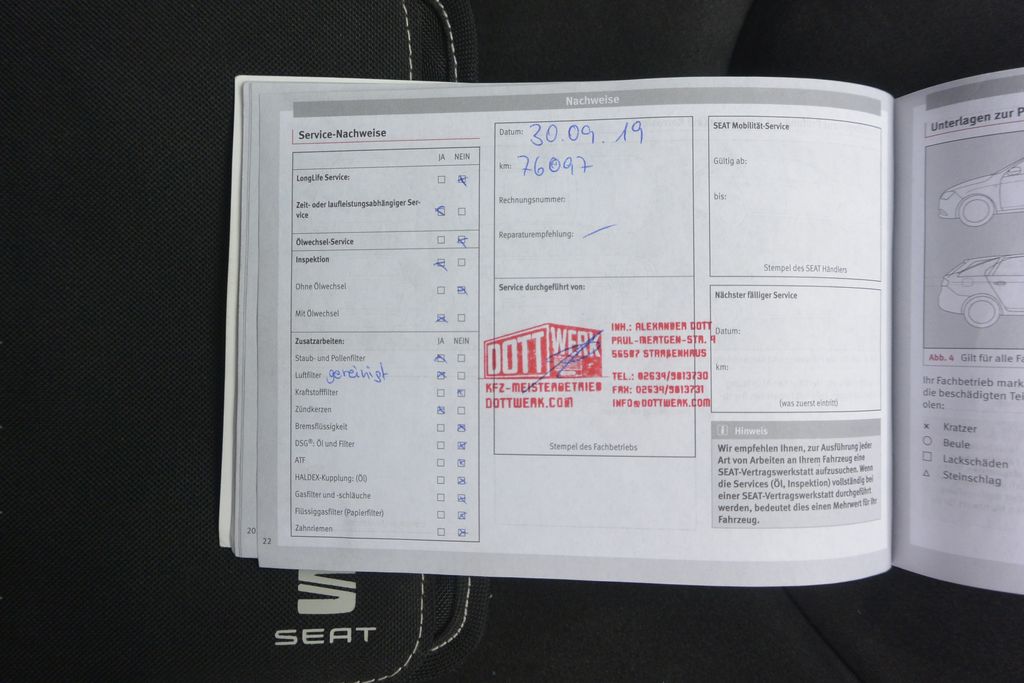 Nachweise
Service-Nachweise
JA NEIN
LongLife Service:
Zeit- oder laufleistungsabhängiger Ser-
vice
Ölwechsel-Service
Inspektion
Ohne Ölwechsel
Mit Ölwechsel
Zusatzarbeiten: JA NEIN
Staub- und Pollenfilter
Luftfilter gereinigt
Kraftstofffilter
Zündkerzen
Bremsflüssigkeit
DSG®: Öl und Filter
ATF
HALDEX-Kupplung: (Öl)
Gasfilter und -schläuche
Flüssiggasfilter (Papierfilter)
Zahnriemen
20
22
Datum: 30.09.19
km: 76097
Rechnungsnummer:
Reparaturempfehlung:
Service durchgeführt von:
DOTT WERK
KFZ-MEISTERBETRIEB
DOTTWERK.COM
INH.: ALEXANDER DOTT
PAUL-MERTGEN-STR. 9
56587 STRAßENHAUS
TEL.: 02634/9813730
FAX: 02634/9813731
INFO@DOTTWERK.COM
Stempel des Fachbetriebs
SEAT Mobilität-Service
Gültig ab:
bis:
Stempel des SEAT Händlers
Nächster fälliger Service
Datum:
km:
(was zuerst eintritt)
i Hinweis
Wir empfehlen Ihnen, zur Ausführung jeder
Art von Arbeiten an Ihrem Fahrzeug eine
SEAT-Vertragswerkstatt aufzusuchen. Wenn
die Services (Öl, Inspektion) vollständig bei
einer SEAT-Vertragswerkstatt durchgeführt
werden, bedeutet dies einen Mehrwert für Ihr
Fahrzeug.
Unterlagen zur P
Abb. 4 Gilt für alle Fa
Ihr Fachbetrieb mark
die beschädigten Tei
olen:
× Kratzer
○ Beule
□ Lackschäden
△ Steinschlag
SEAT